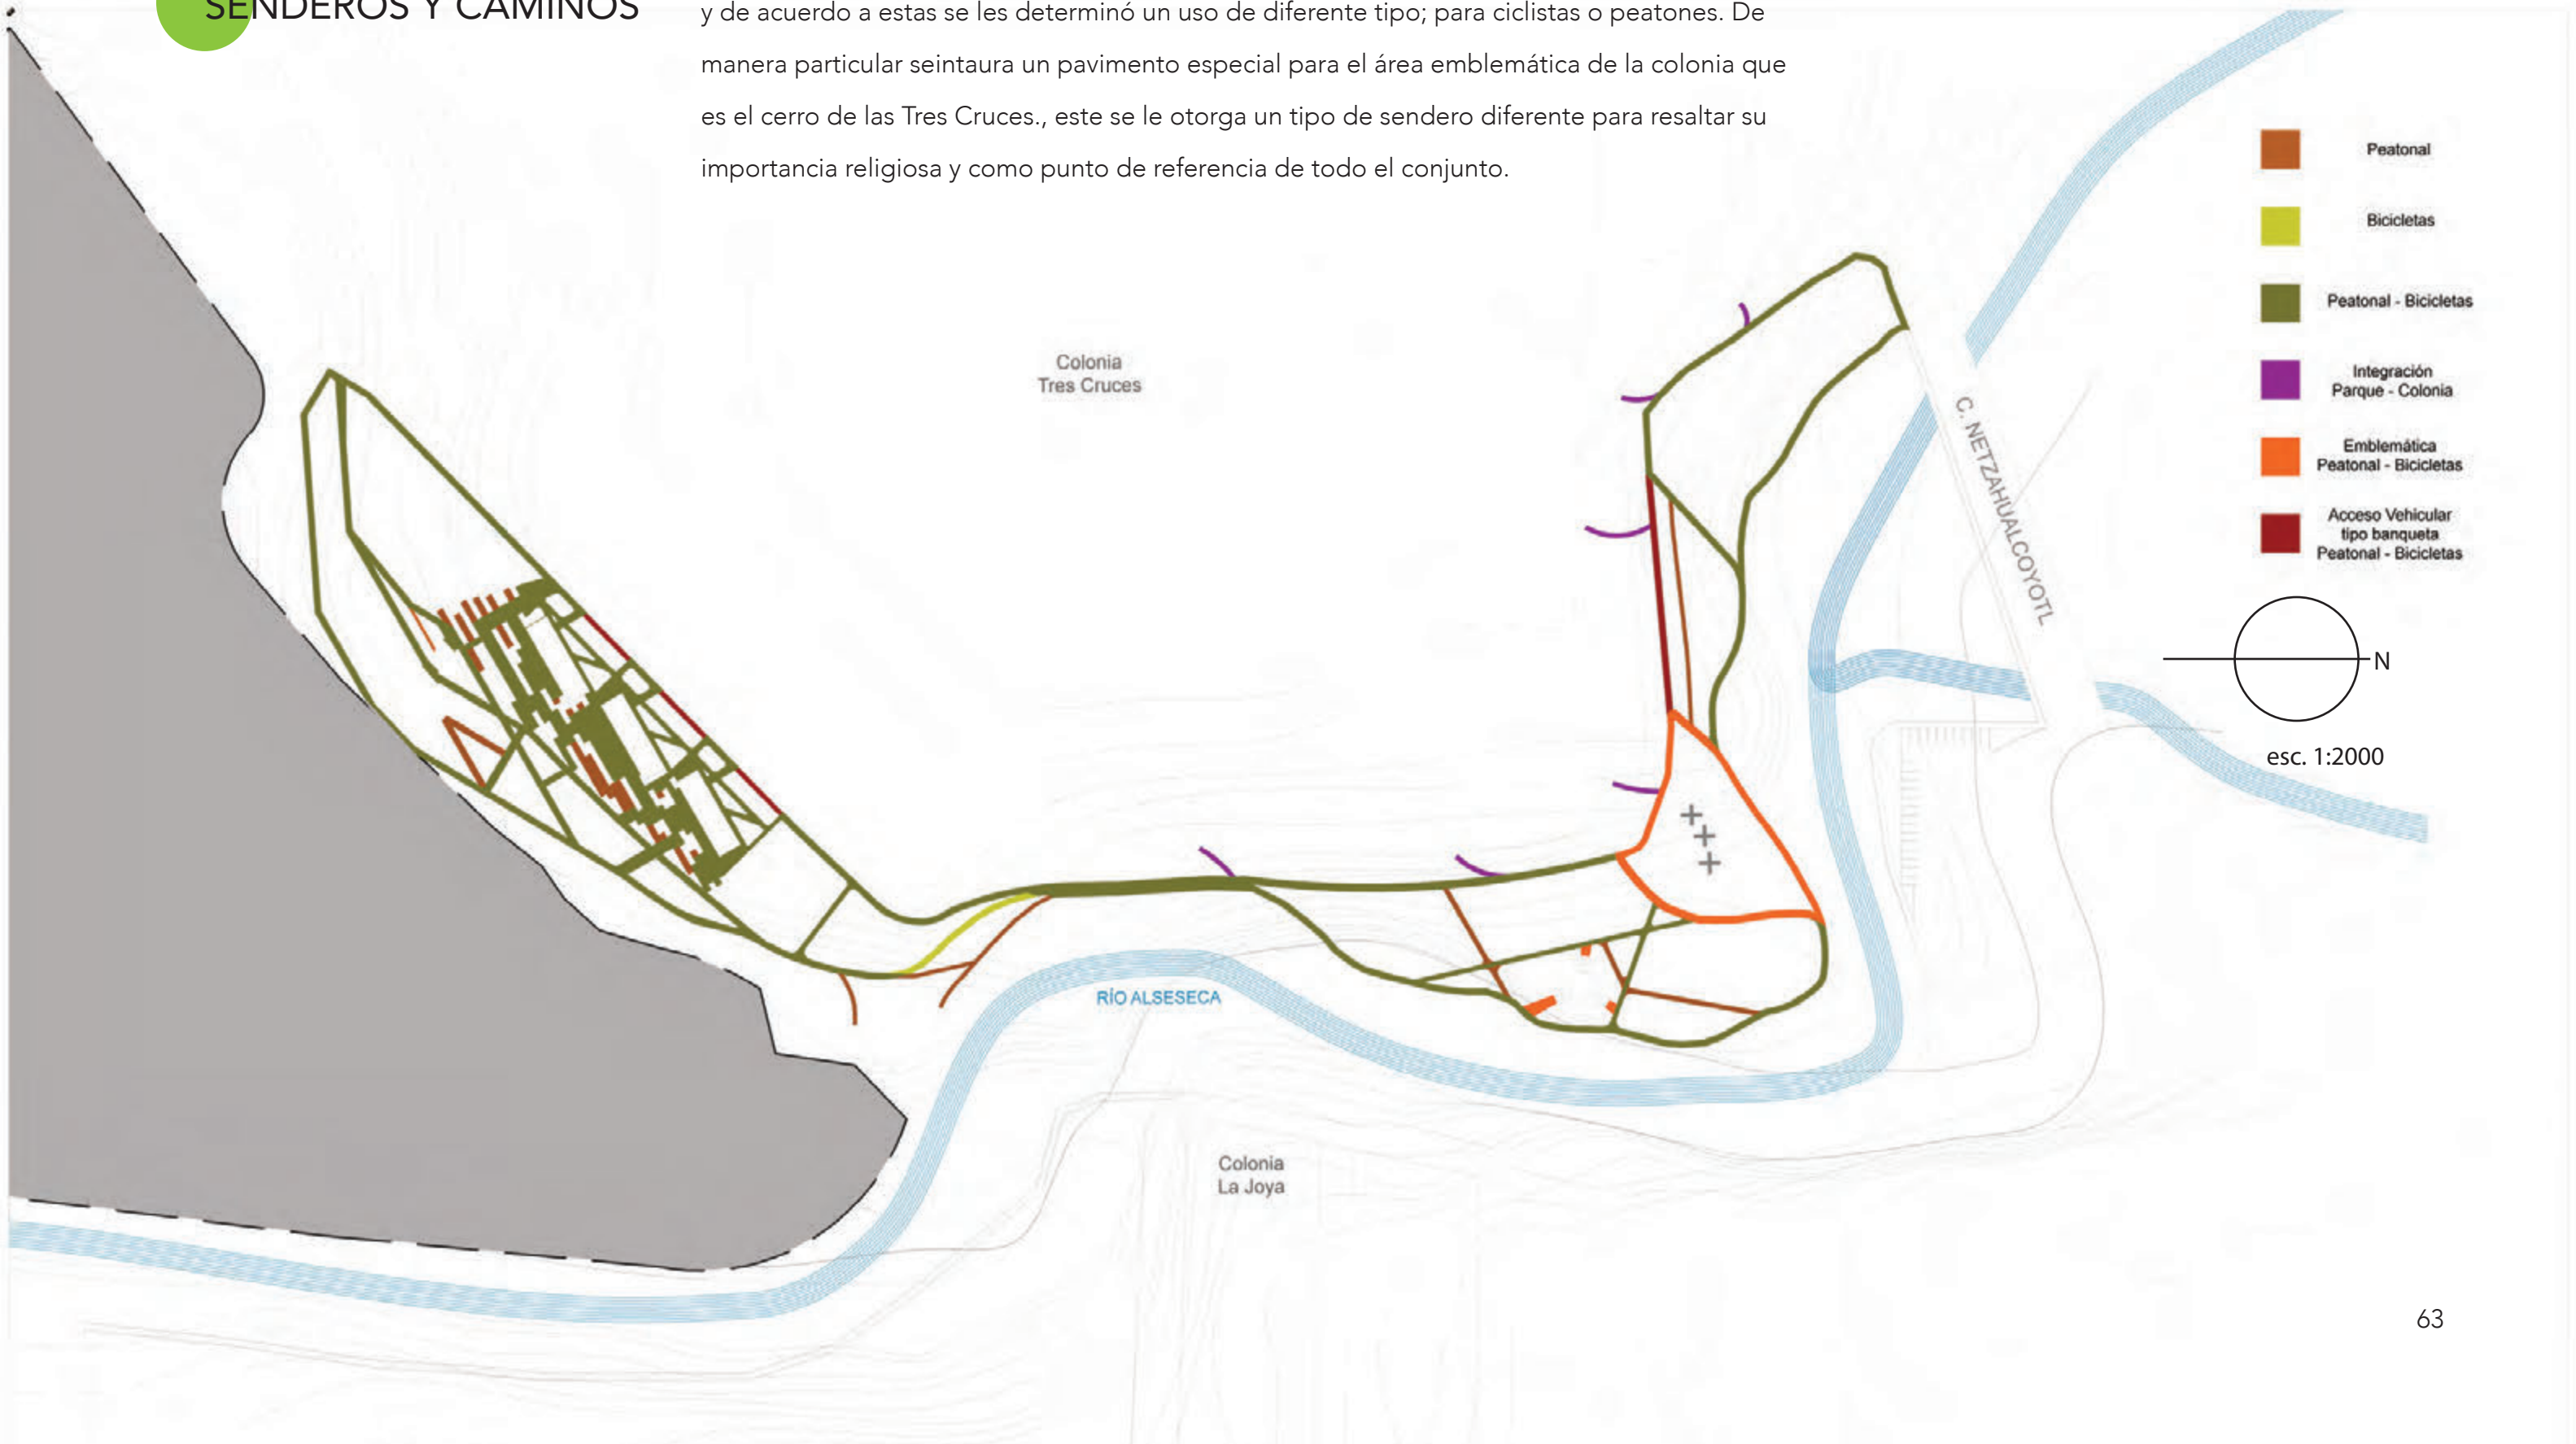 SENDEROS Y CAMINOS
y de acuerdo a estas se les determinó un uso de diferente tipo; para ciclistas o peatones. De
manera particular seintaura un pavimento especial para el área emblemática de la colonia que
es el cerro de las Tres Cruces., este se le otorga un tipo de sendero diferente para resaltar su
importancia religiosa y como punto de referencia de todo el conjunto.
Peatonal
Bicicletas
Peatonal - Bicicletas
Integración
Parque - Colonia
Emblemática
Peatonal - Bicicletas
Acceso Vehicular
tipo banqueta
Peatonal - Bicicletas
Colonia
Tres Cruces
C. NETZAHUALCOYOTL
N
esc. 1:2000
RÍO ALSESECA
Colonia
La Joya
63